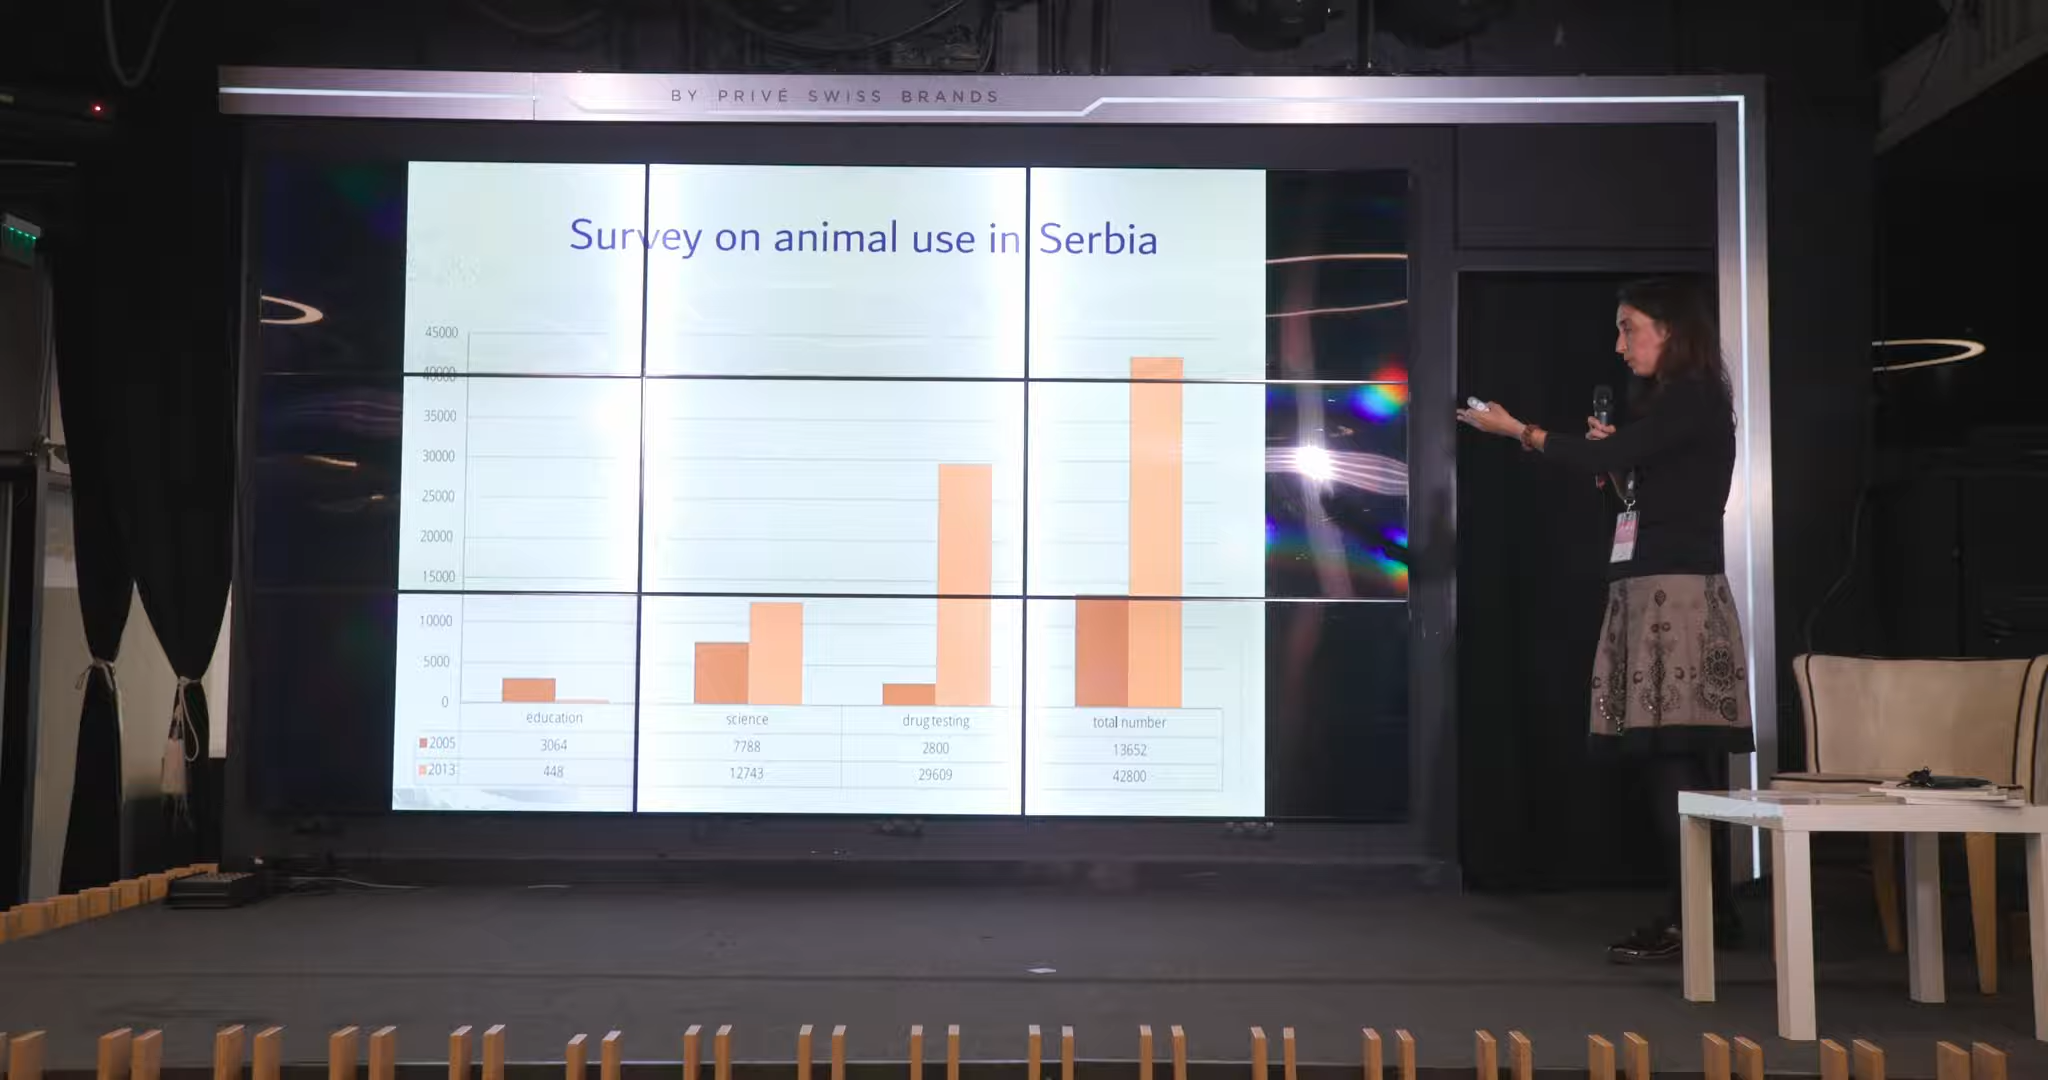 BY PRIVÉ SWISS BRANDS
Survey on animal use in Serbia
45000
40000
35000
30000
25000
20000
15000
10000
5000
0
education science drug testing total number
2005 3064 7788 2800 13652
2013 448 12743 29609 42800